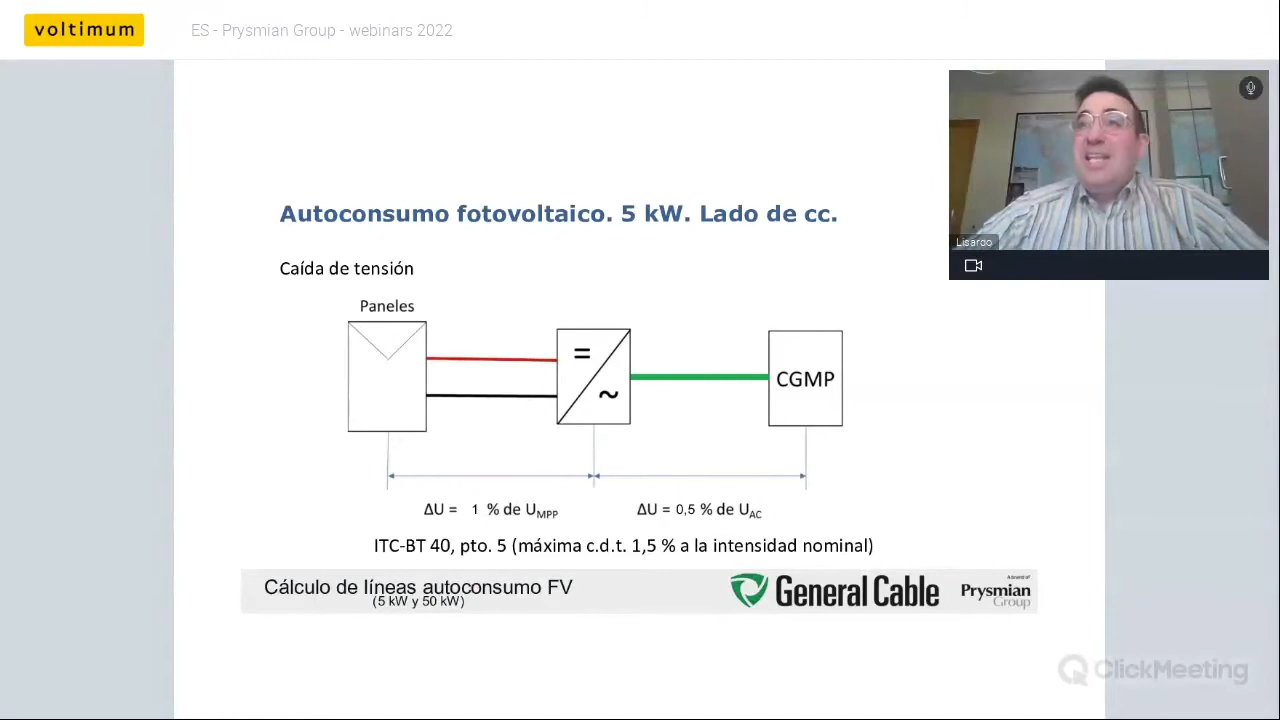 voltimum
ES - Prysmian Group - webinars 2022
Lisardo
Autoconsumo fotovoltaico. 5 kW. Lado de cc.
Caída de tensión
Paneles
=
~
CGMP
ΔU = 1 % de UMPP
ΔU = 0,5 % de UAC
ITC-BT 40, pto. 5 (máxima c.d.t. 1,5 % a la intensidad nominal)
Cálculo de líneas autoconsumo FV
(5 kW y 50 kW)
General Cable
A brand of
Prysmian
Group
ClickMeeting